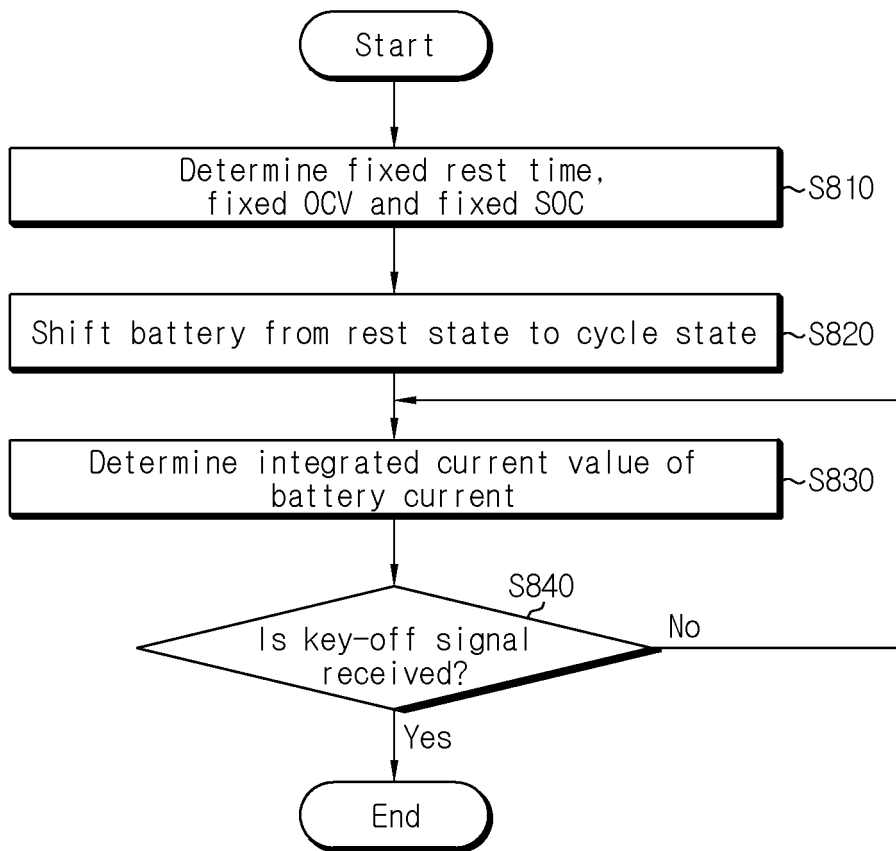 Start
Determine fixed rest time,
fixed OCV and fixed SOC
S810
Shift battery from rest state to cycle state
S820
Determine integrated current value of
battery current
S830
S840
Is key-off signal
received?
No
Yes
End